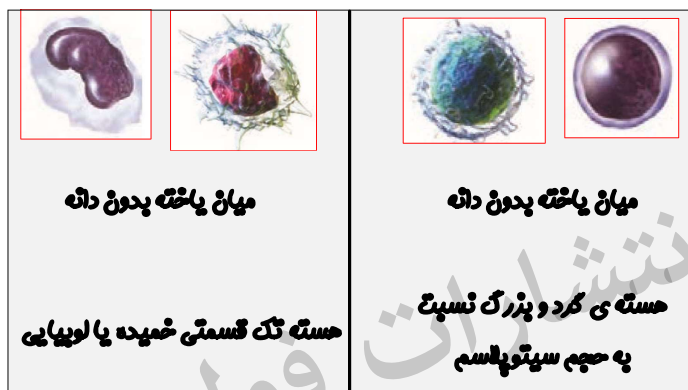 میان یاخته بدون دانه
هسته ی گرد و بزرگ نسبت
به حجم سیتوپلاسم
میان یاخته بدون دانه
هسته تک قسمتی خمیده یا لوبیایی
انتشارات